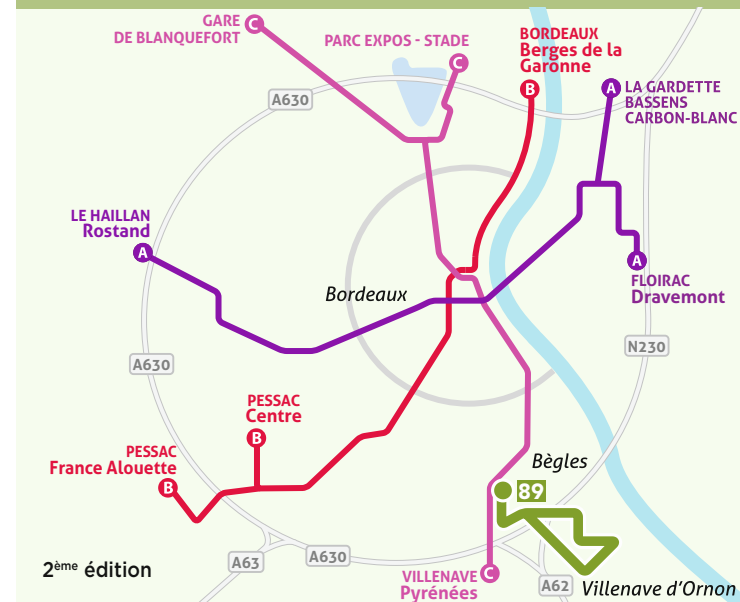 GARE
DE BLANQUEFORT
C
PARC EXPOS - STADE
C
BORDEAUX
Berges de la
Garonne
B
A
LA GARDETTE
BASSENS
CARBON-BLANC
A630
LE HAILLAN
Rostand
A
A
FLOIRAC
Dravemont
Bordeaux
N230
A630
PESSAC
Centre
B
PESSAC
France Alouette
B
Bègles
89
A630
A63
2ème édition
VILLENAVE
Pyrénées
C
A62
Villenave d'Ornon